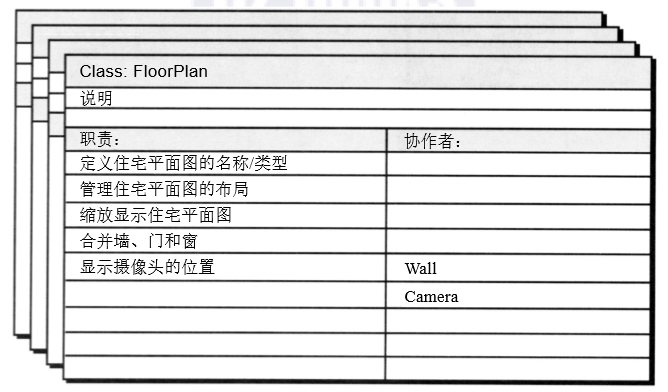 Class: FloorPlan
说明
职责： 协作者：
定义住宅平面图的名称/类型
管理住宅平面图的布局
缩放显示住宅平面图
合并墙、门和窗
显示摄像头的位置 Wall
Camera